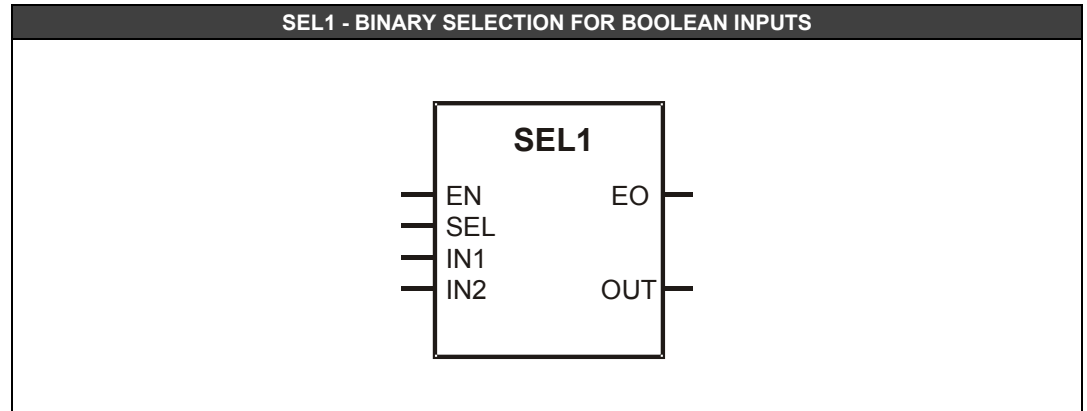 SEL1 - BINARY SELECTION FOR BOOLEAN INPUTS
SEL1
EN EO
SEL
IN1
IN2 OUT